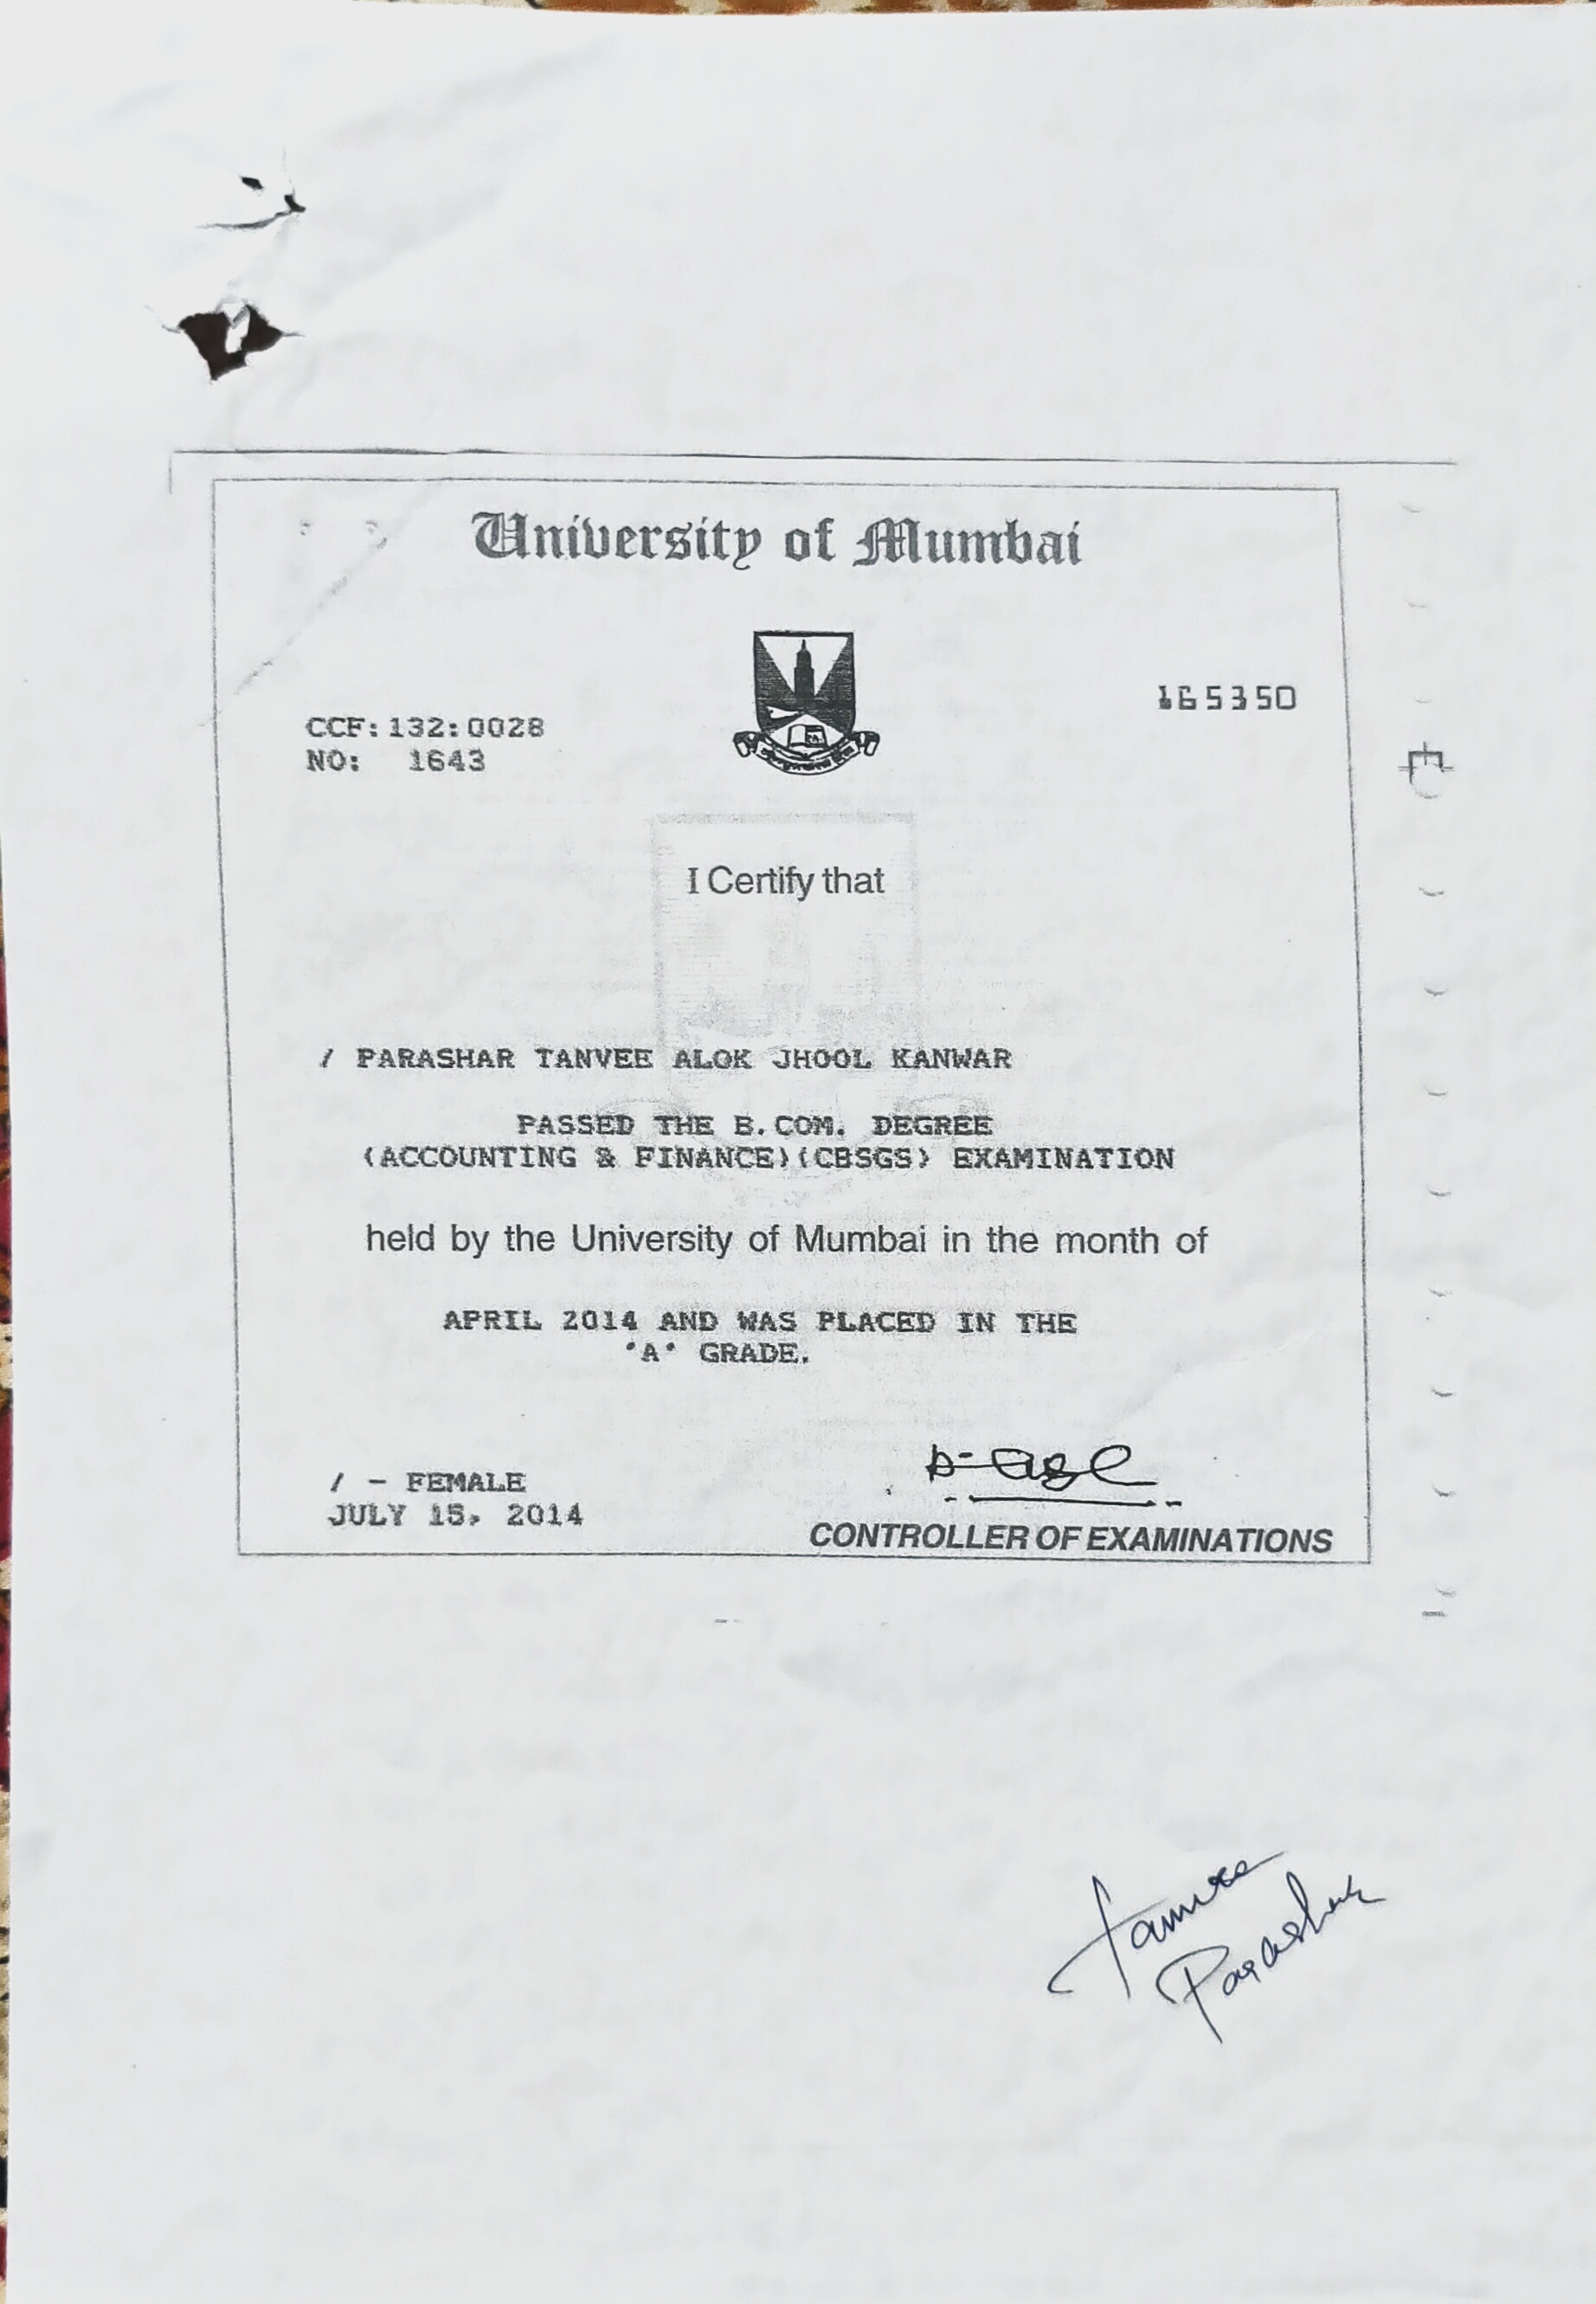 University of Mumbai
165350
CCF:132:0028
NO: 1643
I Certify that
/ PARASHAR TANVEE ALOK JHOOL KANWAR
PASSED THE B.COM. DEGREE
(ACCOUNTING & FINANCE)(CBSGS) EXAMINATION
held by the University of Mumbai in the month of
APRIL 2014 AND WAS PLACED IN THE
'A' GRADE.
/ - FEMALE
JULY 15, 2014
CONTROLLER OF EXAMINATIONS
Tanvee
Parashar